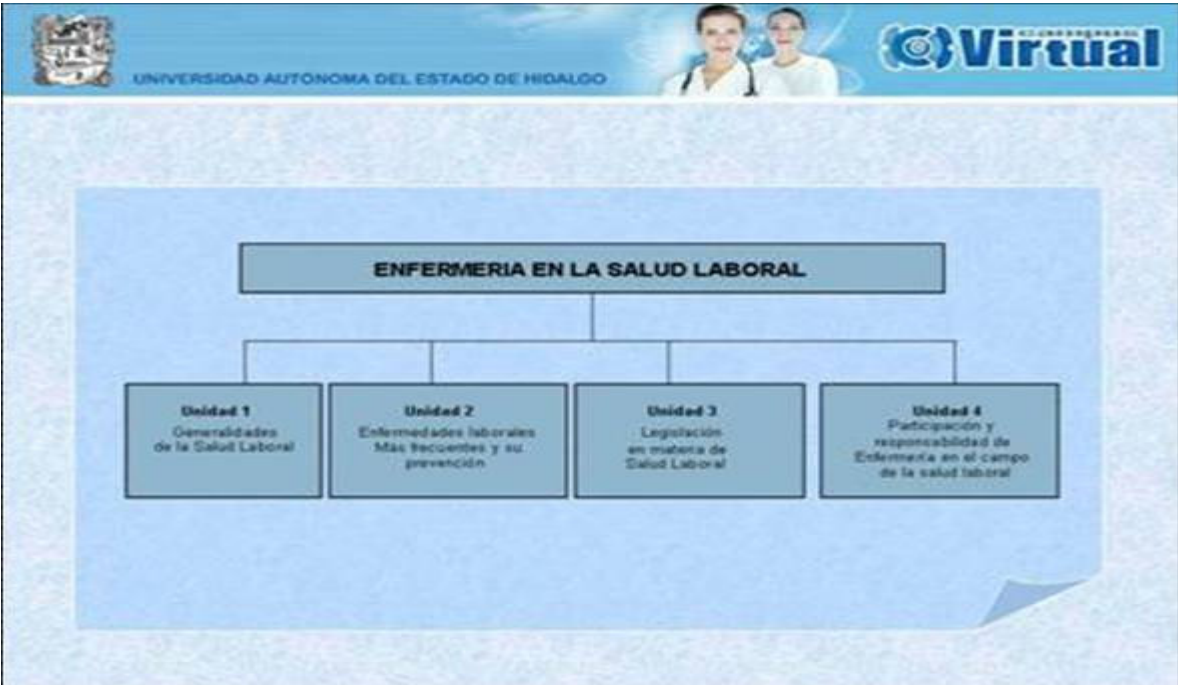 UNIVERSIDAD AUTÓNOMA DEL ESTADO DE HIDALGO
Virtual
ENFERMERIA EN LA SALUD LABORAL
Unidad 1
Generalidades
de la Salud Laboral
Unidad 2
Enfermedades laborales
Más frecuentes y su
prevención
Unidad 3
Legislación
en materia de
Salud Laboral
Unidad 4
Participación y
responsabilidad de
Enfermería en el campo
de la salud laboral